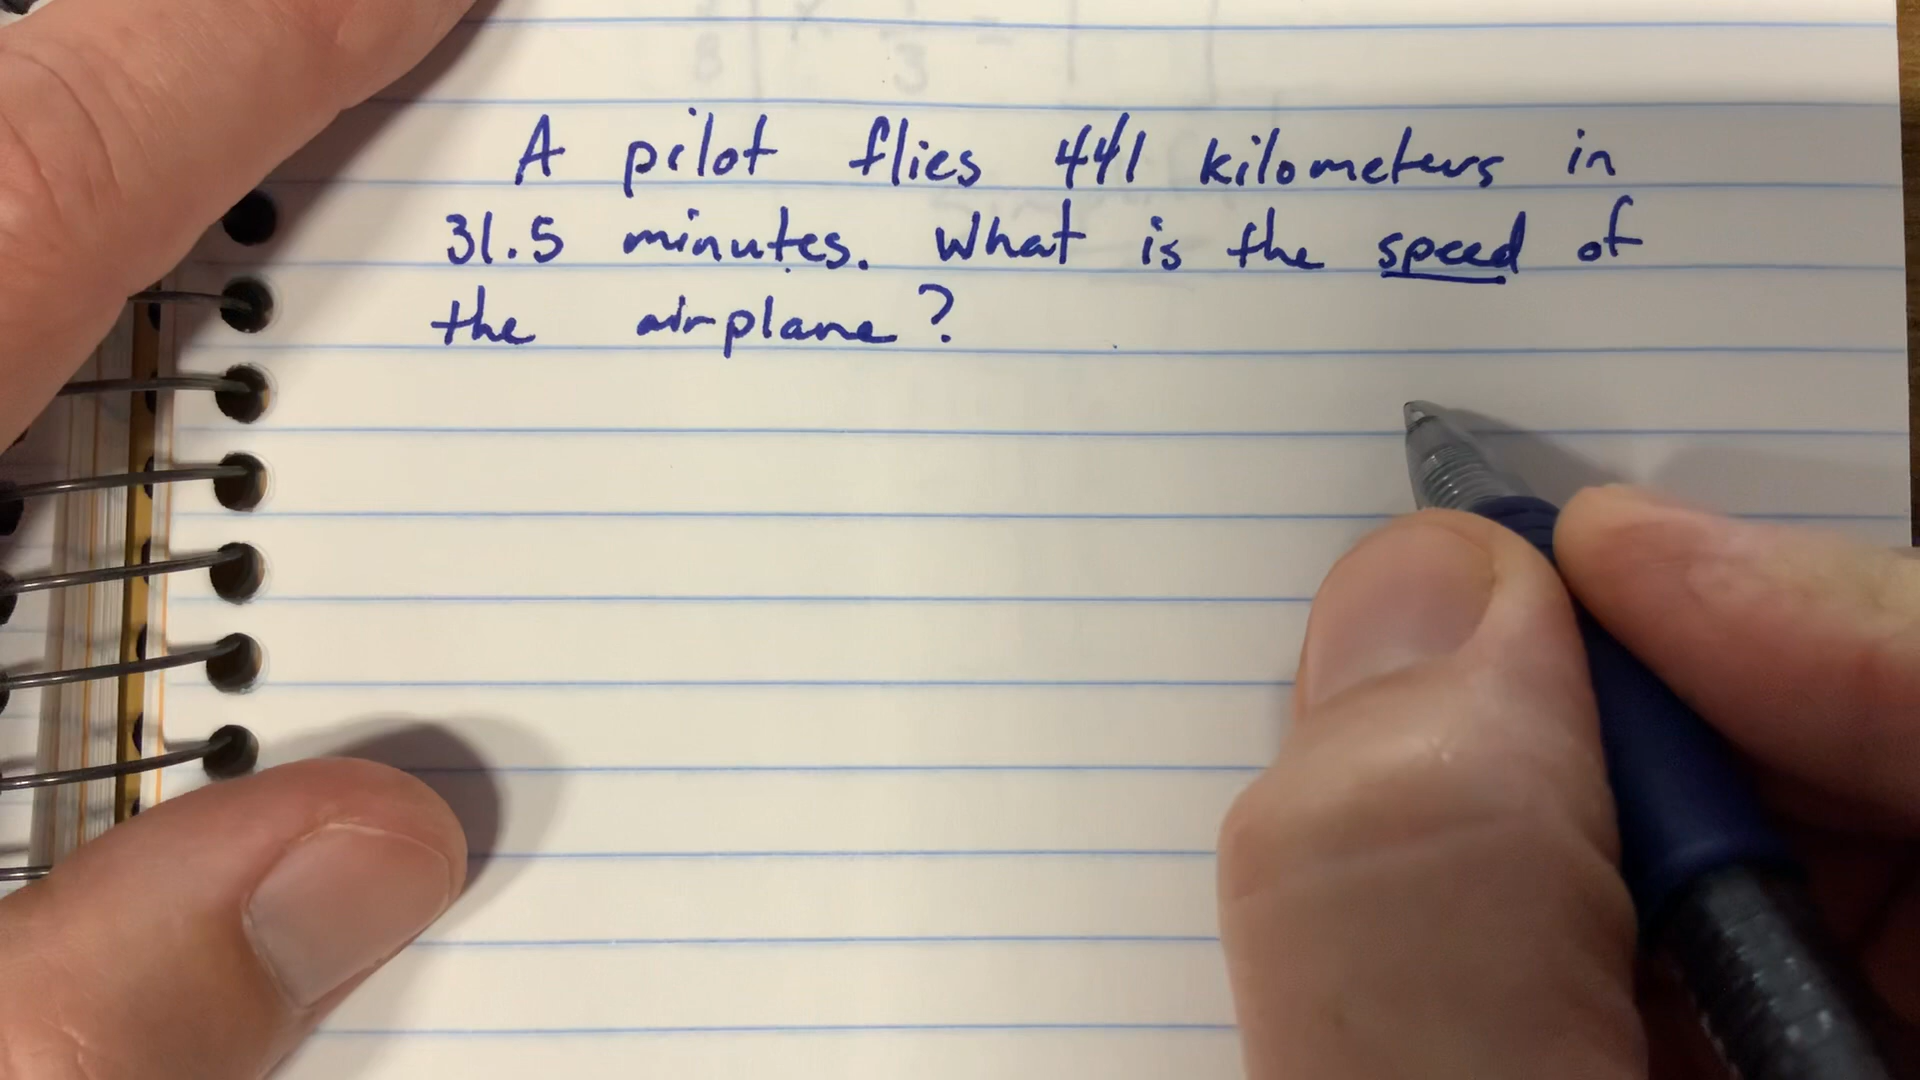 A pilot flies 441 kilometers in
31.5 minutes. What is the speed of
the airplane?